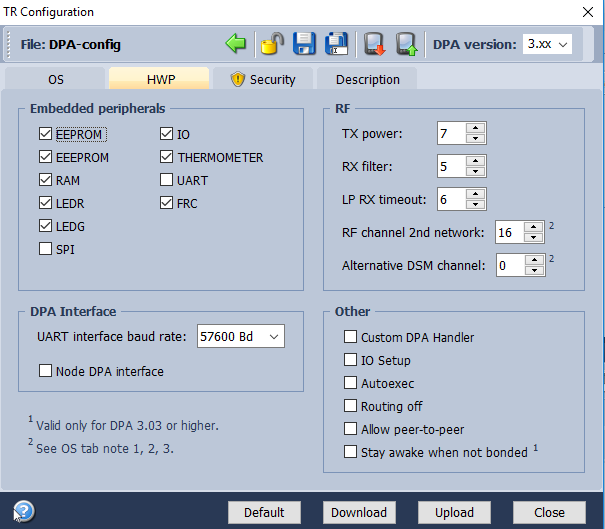 TR Configuration
File: DPA-config
DPA version: 3.xx
OS HWP Security Description
Embedded peripherals
EEPROM IO
EEEPROM THERMOMETER
RAM UART
LEDR FRC
LEDG
SPI
RF
TX power: 7
RX filter: 5
LP RX timeout: 6
RF channel 2nd network: 16 2
Alternative DSM channel: 0 2
DPA Interface
UART interface baud rate: 57600 Bd
Node DPA interface
Other
Custom DPA Handler
IO Setup
Autoexec
Routing off
Allow peer-to-peer
Stay awake when not bonded 1
1 Valid only for DPA 3.03 or higher.
2 See OS tab note 1, 2, 3.
? Default Download Upload Close